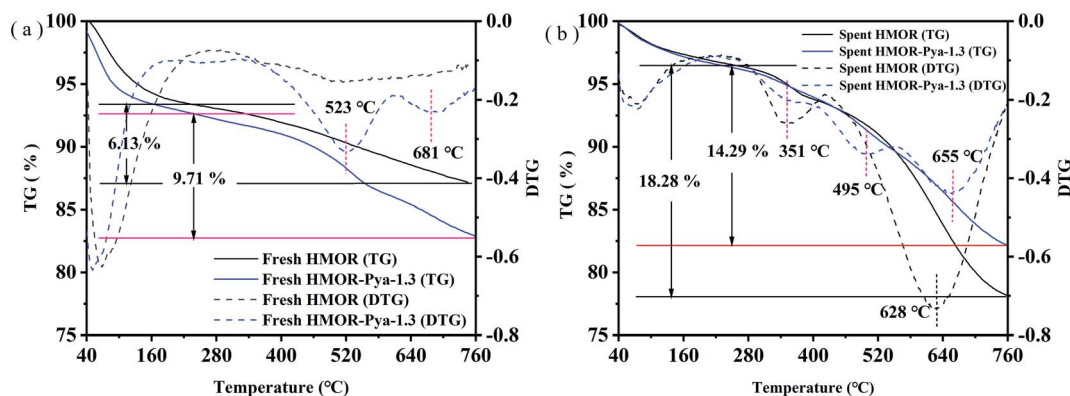 ( a )
TG ( % )
100
95
90
85
80
75
6.13 %
9.71 %
523 ℃
681 ℃
Fresh HMOR (TG)
Fresh HMOR-Pya-1.3 (TG)
Fresh HMOR (DTG)
Fresh HMOR-Pya-1.3 (DTG)
0.0
-0.2
-0.4
-0.6
-0.8
DTG
40 160 280 400 520 640 760
Temperature (℃)
( b )
TG ( % )
100
95
90
85
80
75
Spent HMOR (TG)
Spent HMOR-Pya-1.3 (TG)
Spent HMOR (DTG)
Spent HMOR-Pya-1.3 (DTG)
14.29 %
18.28 %
351 ℃
495 ℃
655 ℃
628 ℃
0.0
-0.2
-0.4
-0.6
-0.8
DTG
40 160 280 400 520 640 760
Temperature (℃)